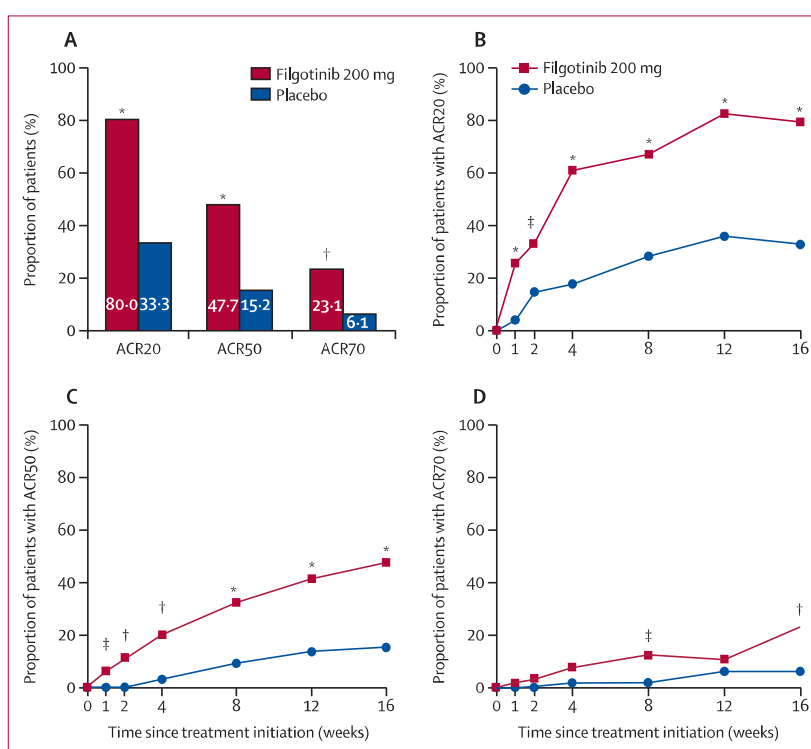 A
Proportion of patients (%)
100
80
60
40
20
0
Filgotinib 200 mg
Placebo
*
*
†
80·0
33·3
47·7
15·2
23·1
6·1
ACR20
ACR50
ACR70
B
Proportion of patients with ACR20 (%)
Filgotinib 200 mg
Placebo
100
80
60
40
20
0
*
‡
*
*
*
*
0 1 2 4 8 12 16
C
Proportion of patients with ACR50 (%)
100
80
60
40
20
0
‡
†
†
*
*
*
0 1 2 4 8 12 16
Time since treatment initiation (weeks)
D
Proportion of patients with ACR70 (%)
100
80
60
40
20
0
‡
†
0 1 2 4 8 12 16
Time since treatment initiation (weeks)